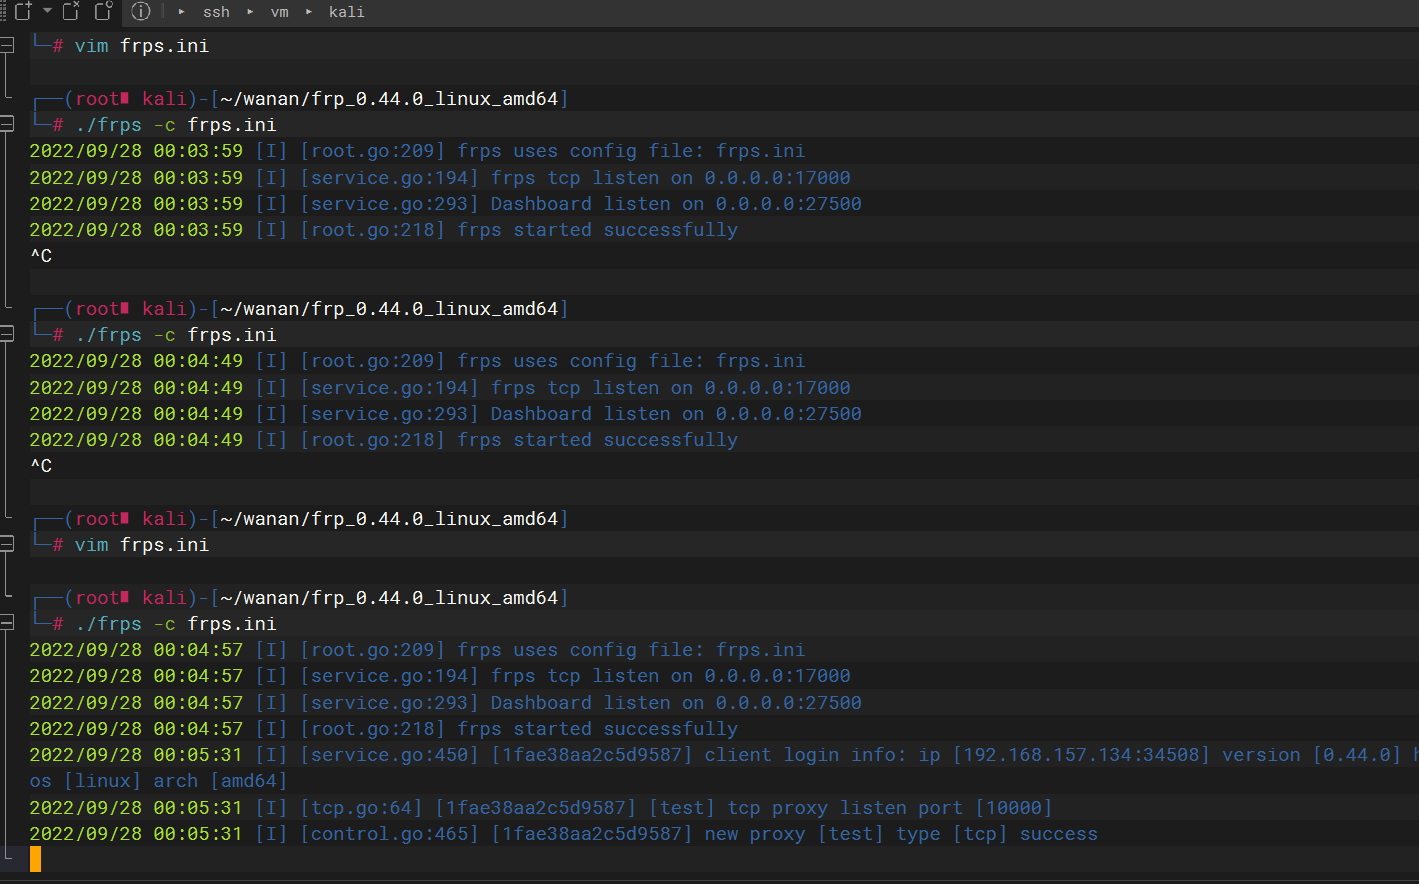 ssh ▸ vm ▸ kali
└─# vim frps.ini
┌──(root kali)-[~/wanan/frp_0.44.0_linux_amd64]
└─# ./frps -c frps.ini
2022/09/28 00:03:59 [I] [root.go:209] frps uses config file: frps.ini
2022/09/28 00:03:59 [I] [service.go:194] frps tcp listen on 0.0.0.0:17000
2022/09/28 00:03:59 [I] [service.go:293] Dashboard listen on 0.0.0.0:27500
2022/09/28 00:03:59 [I] [root.go:218] frps started successfully
^C
┌──(root kali)-[~/wanan/frp_0.44.0_linux_amd64]
└─# ./frps -c frps.ini
2022/09/28 00:04:49 [I] [root.go:209] frps uses config file: frps.ini
2022/09/28 00:04:49 [I] [service.go:194] frps tcp listen on 0.0.0.0:17000
2022/09/28 00:04:49 [I] [service.go:293] Dashboard listen on 0.0.0.0:27500
2022/09/28 00:04:49 [I] [root.go:218] frps started successfully
^C
┌──(root kali)-[~/wanan/frp_0.44.0_linux_amd64]
└─# vim frps.ini
┌──(root kali)-[~/wanan/frp_0.44.0_linux_amd64]
└─# ./frps -c frps.ini
2022/09/28 00:04:57 [I] [root.go:209] frps uses config file: frps.ini
2022/09/28 00:04:57 [I] [service.go:194] frps tcp listen on 0.0.0.0:17000
2022/09/28 00:04:57 [I] [service.go:293] Dashboard listen on 0.0.0.0:27500
2022/09/28 00:04:57 [I] [root.go:218] frps started successfully
2022/09/28 00:05:31 [I] [service.go:450] [1fae38aa2c5d9587] client login info: ip [192.168.157.134:34508] version [0.44.0] h
os [linux] arch [amd64]
2022/09/28 00:05:31 [I] [tcp.go:64] [1fae38aa2c5d9587] [test] tcp proxy listen port [10000]
2022/09/28 00:05:31 [I] [control.go:465] [1fae38aa2c5d9587] new proxy [test] type [tcp] success